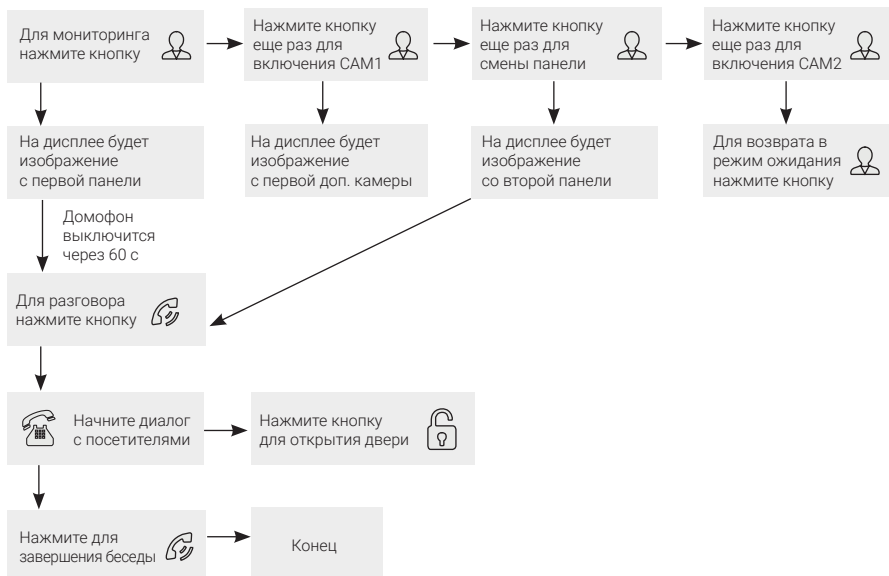 Для мониторинга
нажмите кнопку
Нажмите кнопку
еще раз для
включения CAM1
Нажмите кнопку
еще раз для
смены панели
Нажмите кнопку
еще раз для
включения CAM2
На дисплее будет
изображение
с первой панели
На дисплее будет
изображение
с первой доп. камеры
На дисплее будет
изображение
со второй панели
Для возврата в
режим ожидания
нажмите кнопку
Домофон
выключится
через 60 с
Для разговора
нажмите кнопку
Начните диалог
с посетителями
Нажмите кнопку
для открытия двери
Нажмите для
завершения беседы
Конец